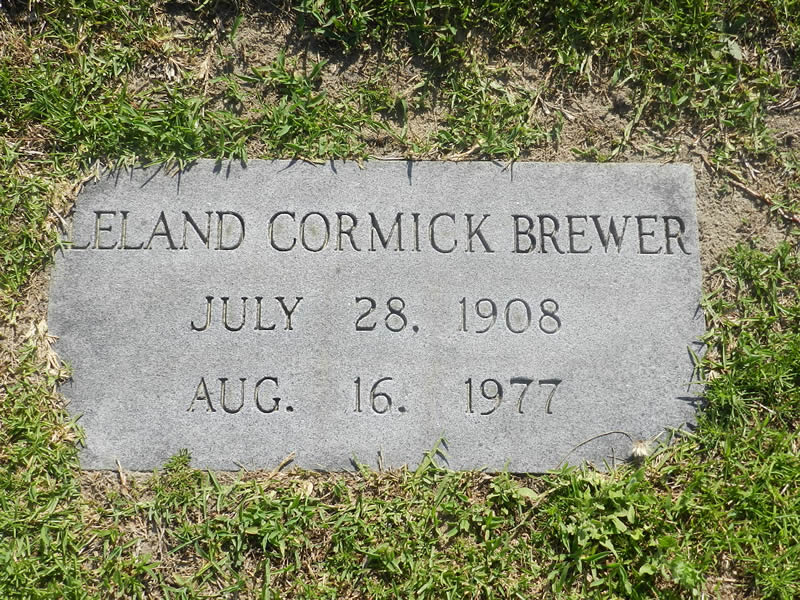 LELAND CORMICK BREWER
JULY 28, 1908
AUG. 16, 1977